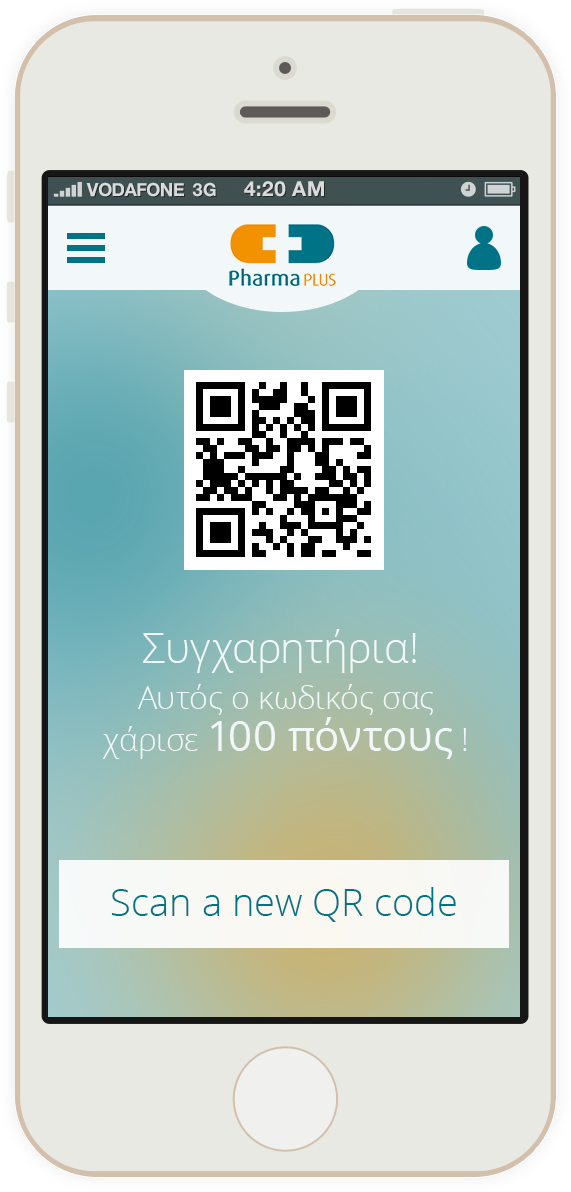 VODAFONE 3G 4:20 AM
Pharma PLUS
Συγχαρητήρια!
Αυτός ο κωδικός σας
χάρισε 100 πόντους !
Scan a new QR code